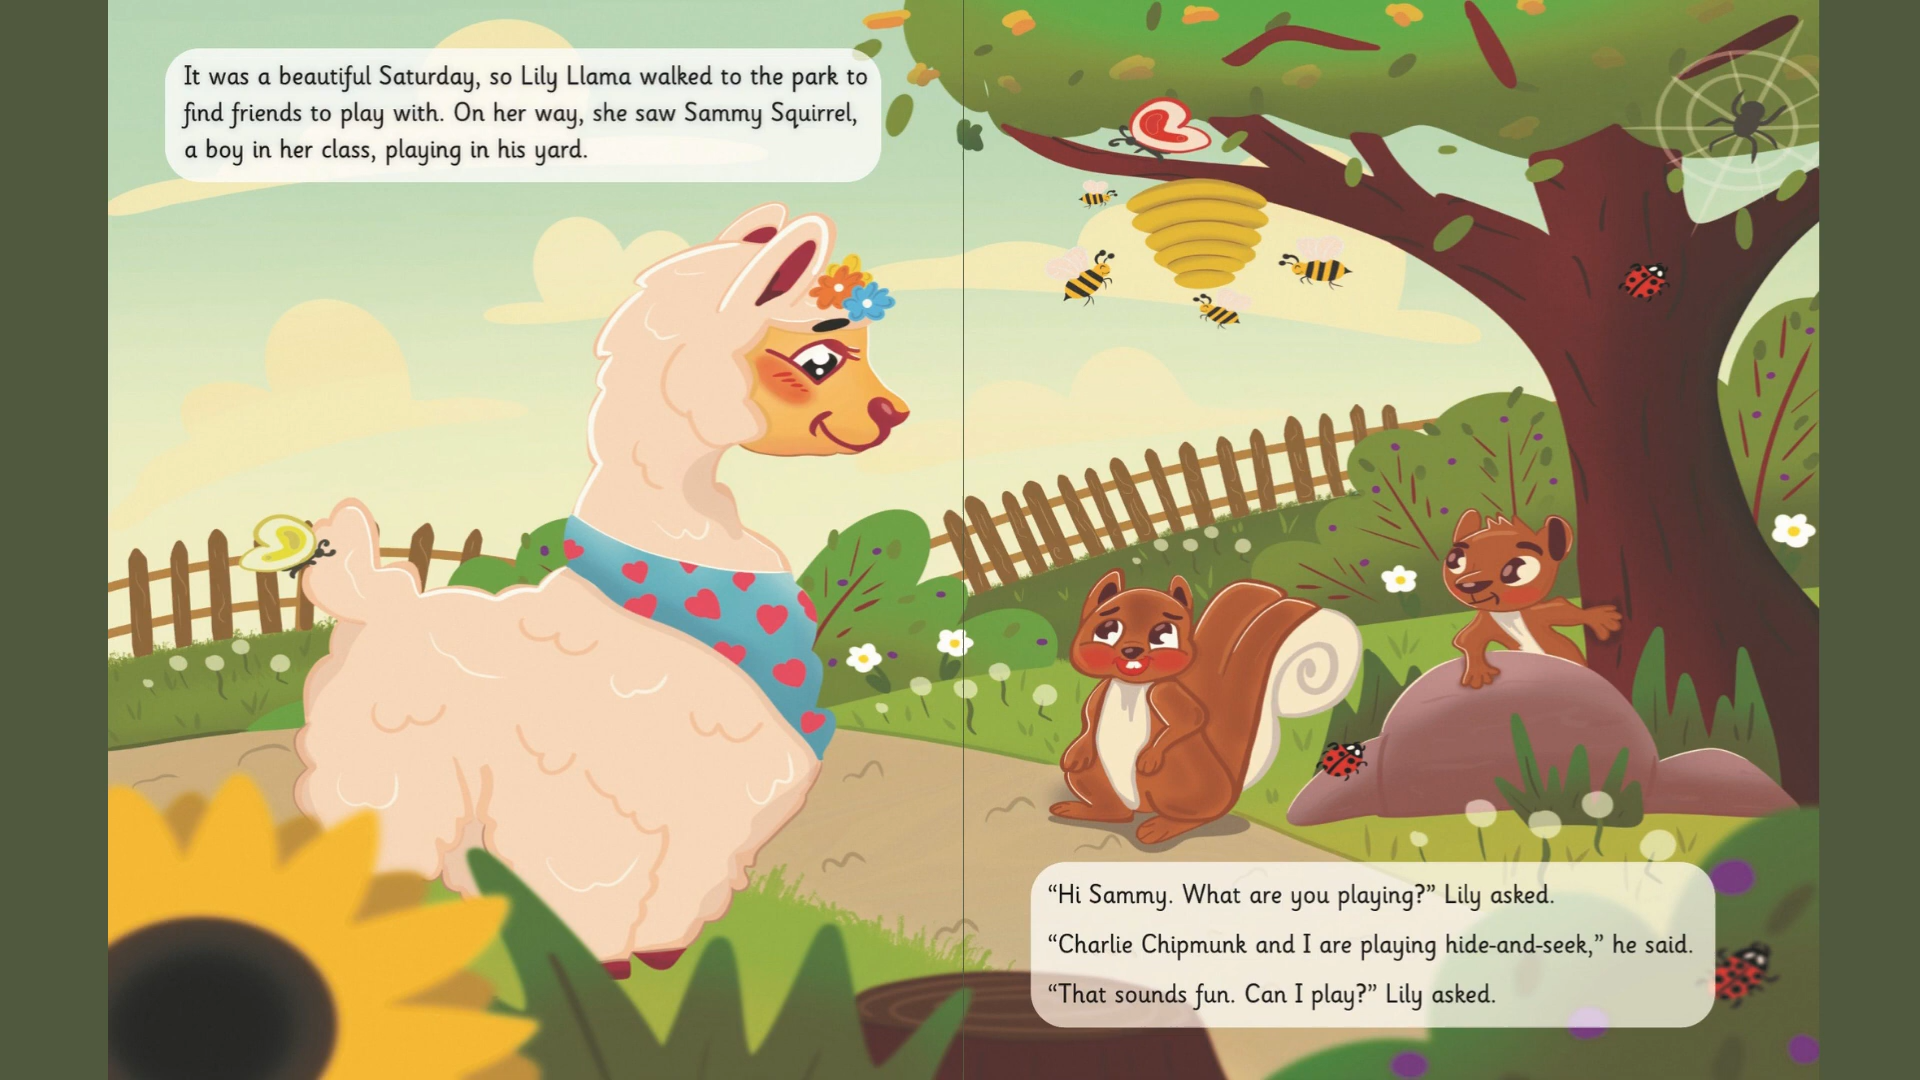 It was a beautiful Saturday, so Lily Llama walked to the park to
find friends to play with. On her way, she saw Sammy Squirrel,
a boy in her class, playing in his yard.
“Hi Sammy. What are you playing?” Lily asked.
“Charlie Chipmunk and I are playing hide-and-seek,” he said.
“That sounds fun. Can I play?” Lily asked.